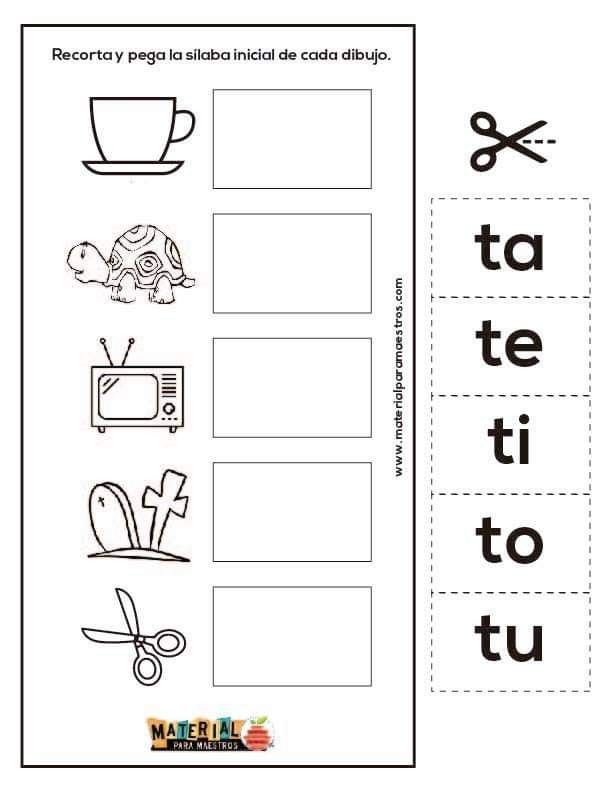 Recorta y pega la sílaba inicial de cada dibujo.
ta
te
ti
to
tu
www.materialparamaestros.com
MATERIAL
PARA MAESTROS